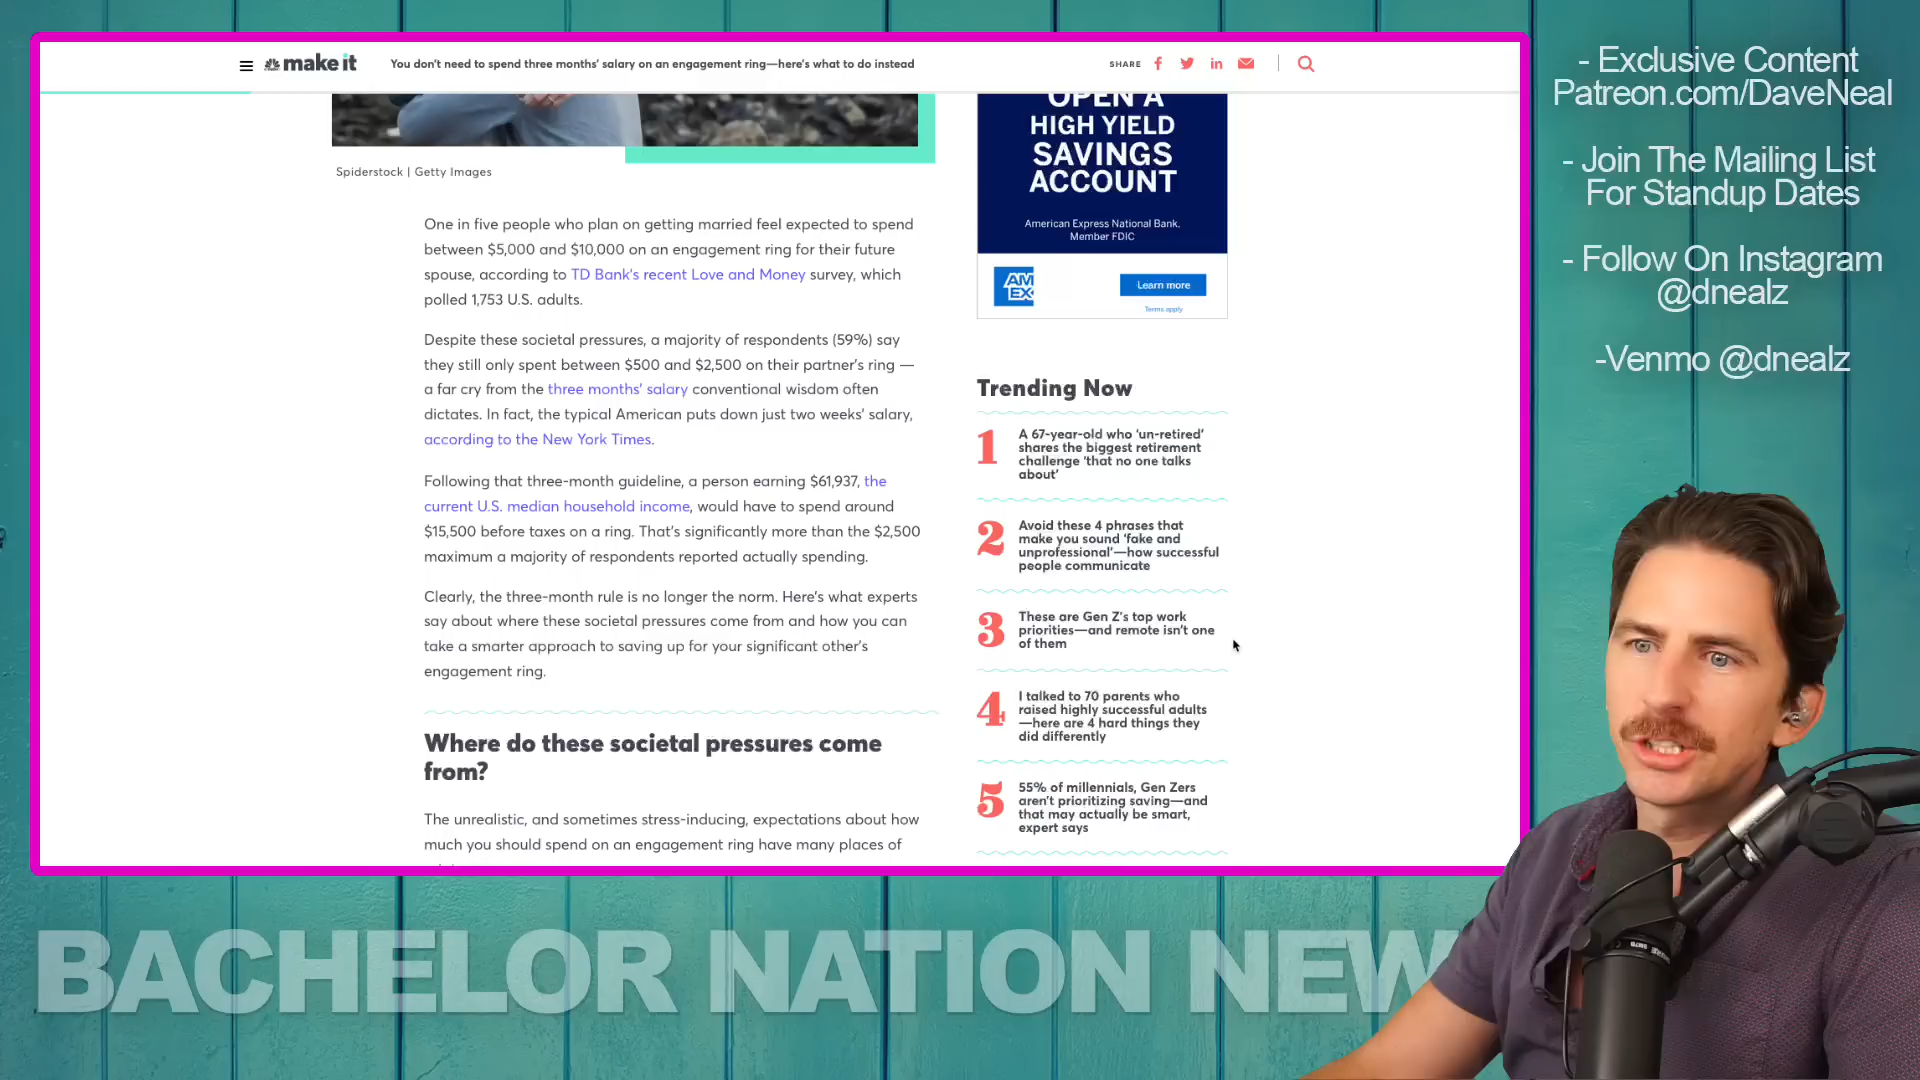 make it
You don't need to spend three months' salary on an engagement ring—here's what to do instead
SHARE
Spiderstock | Getty Images
One in five people who plan on getting married feel expected to spend
between $5,000 and $10,000 on an engagement ring for their future
spouse, according to TD Bank's recent Love and Money survey, which
polled 1,753 U.S. adults.
Despite these societal pressures, a majority of respondents (59%) say
they still only spent between $500 and $2,500 on their partner's ring —
a far cry from the three months' salary conventional wisdom often
dictates. In fact, the typical American puts down just two weeks' salary,
according to the New York Times.
Following that three-month guideline, a person earning $61,937, the
current U.S. median household income, would have to spend around
$15,500 before taxes on a ring. That's significantly more than the $2,500
maximum a majority of respondents reported actually spending.
Clearly, the three-month rule is no longer the norm. Here's what experts
say about where these societal pressures come from and how you can
take a smarter approach to saving up for your significant other's
engagement ring.
Where do these societal pressures come
from?
The unrealistic, and sometimes stress-inducing, expectations about how
much you should spend on an engagement ring have many places of
OPEN A
HIGH YIELD
SAVINGS
ACCOUNT
American Express National Bank.
Member FDIC
AM
EX
Learn more
Terms apply
Trending Now
1
A 67-year-old who 'un-retired'
shares the biggest retirement
challenge 'that no one talks
about'
2
Avoid these 4 phrases that
make you sound 'fake and
unprofessional'—how successful
people communicate
3
These are Gen Z's top work
priorities—and remote isn't one
of them
4
I talked to 70 parents who
raised highly successful adults
—here are 4 hard things they
did differently
5
55% of millennials, Gen Zers
aren't prioritizing saving—and
that may actually be smart,
expert says
- Exclusive Content
Patreon.com/DaveNeal
- Join The Mailing List
For Standup Dates
- Follow On Instagram
@dnealz
-Venmo @dnealz
BACHELOR NATION NEW